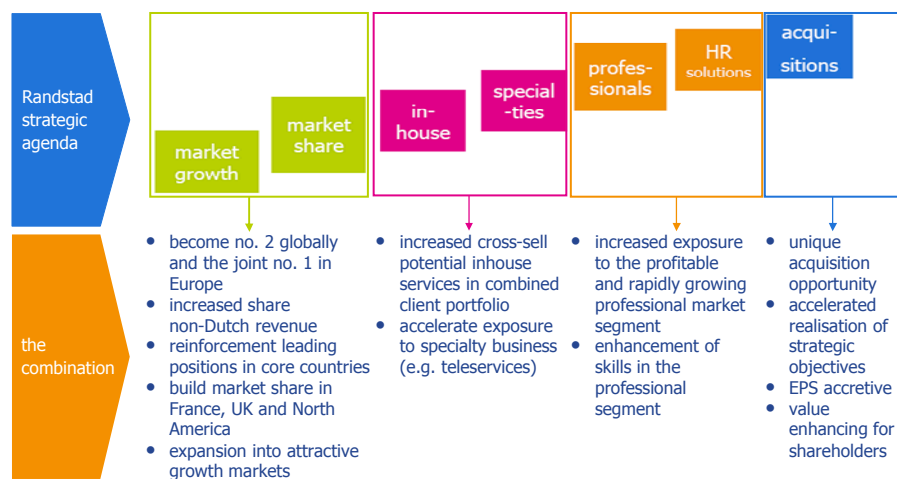 Randstad
strategic
agenda
market
growth
market
share
in-
house
special
-ties
profes-
sionals
HR
solutions
acqui-
sitions
the
combination
• become no. 2 globally
and the joint no. 1 in
Europe
• increased share
non-Dutch revenue
• reinforcement leading
positions in core countries
• build market share in
France, UK and North
America
• expansion into attractive
growth markets
• increased cross-sell
potential inhouse
services in combined
client portfolio
• accelerate exposure
to specialty business
(e.g. teleservices)
• increased exposure
to the profitable
and rapidly growing
professional market
segment
• enhancement of
skills in the
professional
segment
• unique
acquisition
opportunity
• accelerated
realisation of
strategic
objectives
• EPS accretive
• value
enhancing for
shareholders